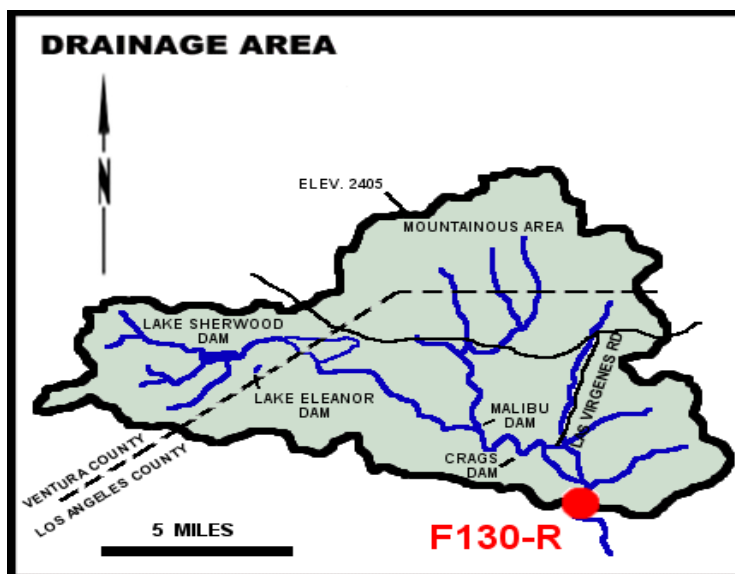 DRAINAGE AREA
N
ELEV. 2405
MOUNTAINOUS AREA
LAKE SHERWOOD
DAM
LAKE ELEANOR
DAM
MALIBU
DAM
LAS VIRGENES RD
CRAGS
DAM
VENTURA COUNTY
LOS ANGELES COUNTY
5 MILES
F130-R